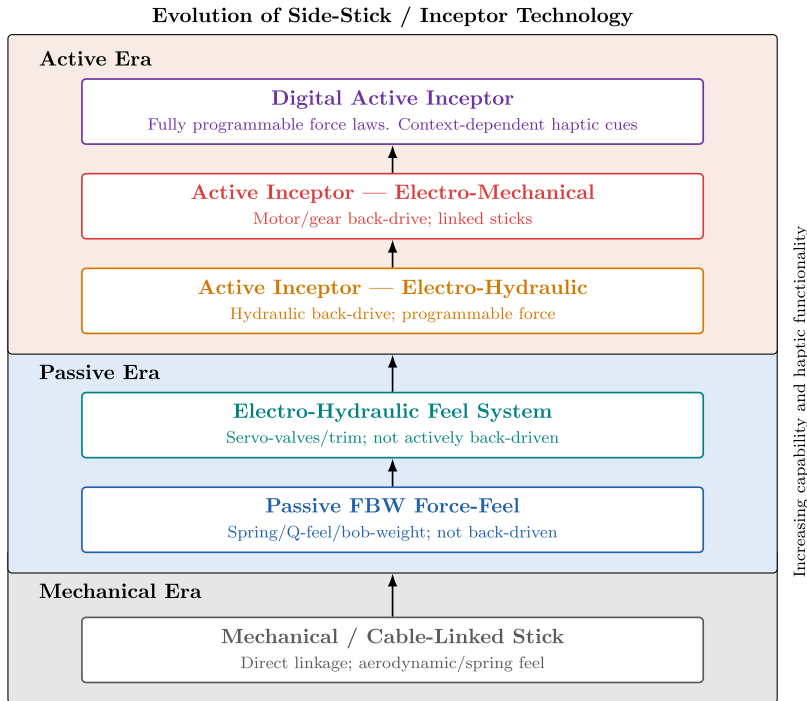 Evolution of Side-Stick / Inceptor Technology
Active Era
Digital Active Inceptor
Fully programmable force laws. Context-dependent haptic cues
Active Inceptor — Electro-Mechanical
Motor/gear back-drive; linked sticks
Active Inceptor — Electro-Hydraulic
Hydraulic back-drive; programmable force
Passive Era
Electro-Hydraulic Feel System
Servo-valves/trim; not actively back-driven
Passive FBW Force-Feel
Spring/Q-feel/bob-weight; not back-driven
Mechanical Era
Mechanical / Cable-Linked Stick
Direct linkage; aerodynamic/spring feel
Increasing capability and haptic functionality